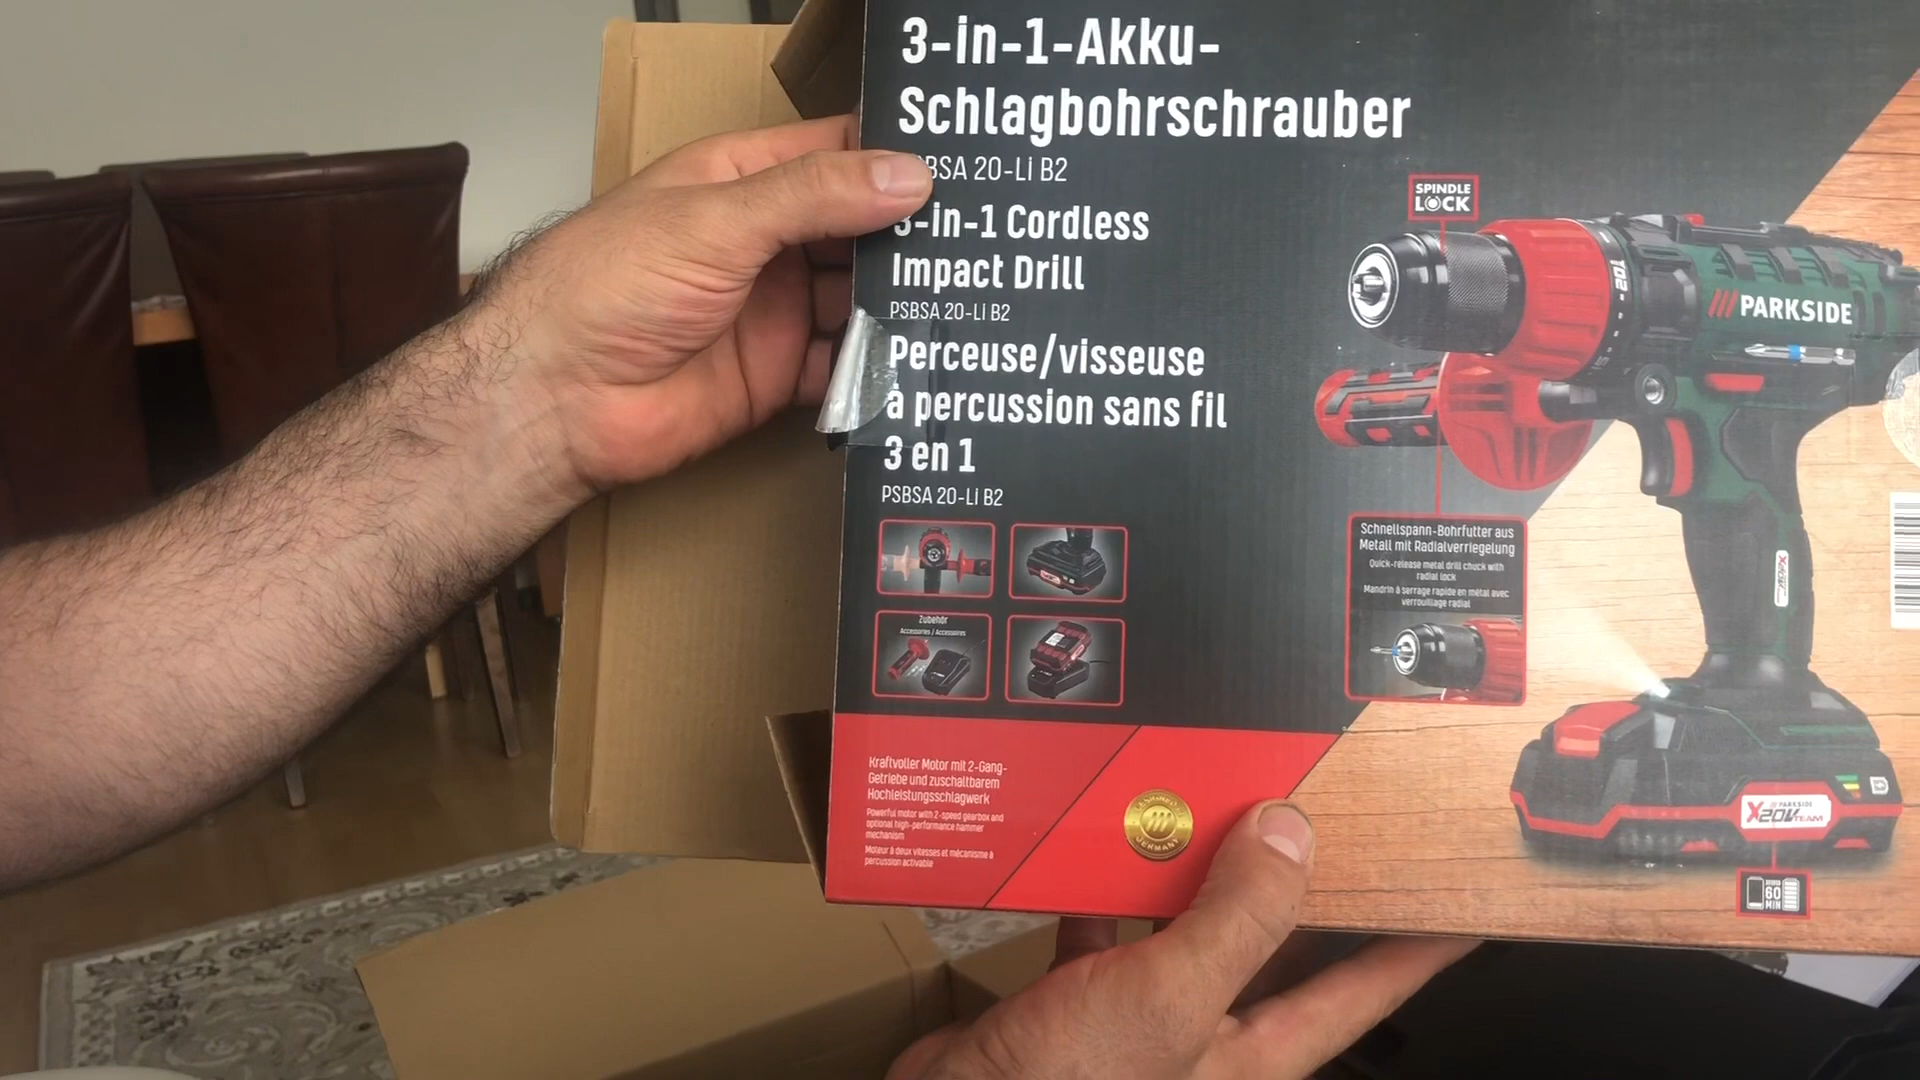 3-in-1-Akku-
Schlagbohrschrauber
BSA 20-Li B2
3-in-1 Cordless
Impact Drill
PSBSA 20-Li B2
Perceuse/visseuse
à percussion sans fil
3 en 1
PSBSA 20-Li B2
Zubehör
Accessories / Accessoires
Kraftvoller Motor mit 2-Gang-
Getriebe und zuschaltbarem
Hochleistungsschlagwerk
Powerful motor with 2-speed gearbox and
optional high-performance hammer
mechanism
Moteur à deux vitesses et mécanisme à
percussion activable
GERMANY
SPINDLE
LOCK
PARKSIDE
Schnellspann-Bohrfutter aus
Metall mit Radialverriegelung
Quick-release metal drill chuck with
radial lock
Mandrin à serrage rapide en métal avec
verrouillage radial
PARKSIDE
X20V TEAM
60
MIN